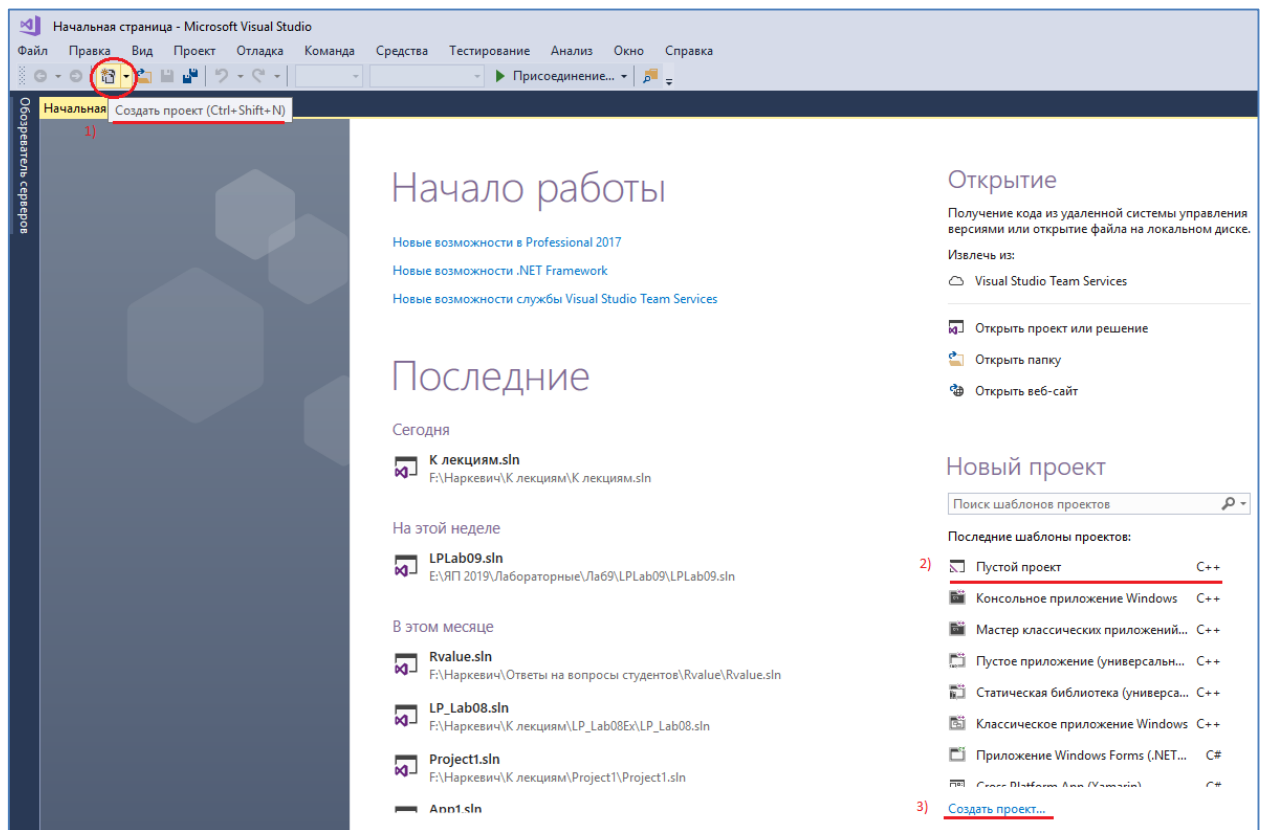 Начальная страница - Microsoft Visual Studio
Файл Правка Вид Проект Отладка Команда Средства Тестирование Анализ Окно Справка
Присоединение...
Обозреватель серверов
Начальная
Создать проект (Ctrl+Shift+N)
1)
Начало работы
Новые возможности в Professional 2017
Новые возможности .NET Framework
Новые возможности службы Visual Studio Team Services
Последние
Сегодня
К лекциям.sln
F:\Наркевич\К лекциям\К лекциям.sln
На этой неделе
LPLab09.sln
E:\ЯП 2019\Лабораторные\Ла69\LPLab09\LPLab09.sln
В этом месяце
Rvalue.sln
F:\Наркевич\Ответы на вопросы студентов\Rvalue\Rvalue.sln
LP_Lab08.sln
F:\Наркевич\К лекциям\LP_Lab08Ex\LP_Lab08.sln
Project1.sln
F:\Наркевич\К лекциям\Project1\Project1.sln
App1.sln
Открытие
Получение кода из удаленной системы управления
версиями или открытие файла на локальном диске.
Извлечь из:
Visual Studio Team Services
Открыть проект или решение
Открыть папку
Открыть веб-сайт
Новый проект
Поиск шаблонов проектов
Последние шаблоны проектов:
2) Пустой проект C++
Консольное приложение Windows C++
Мастер классических приложений... C++
Пустое приложение (универсальн... C++
Статическая библиотека (универса... C++
Классическое приложение Windows C++
Приложение Windows Forms (.NET... C#
Cross Platform App (Xamarin) C#
3) Создать проект...